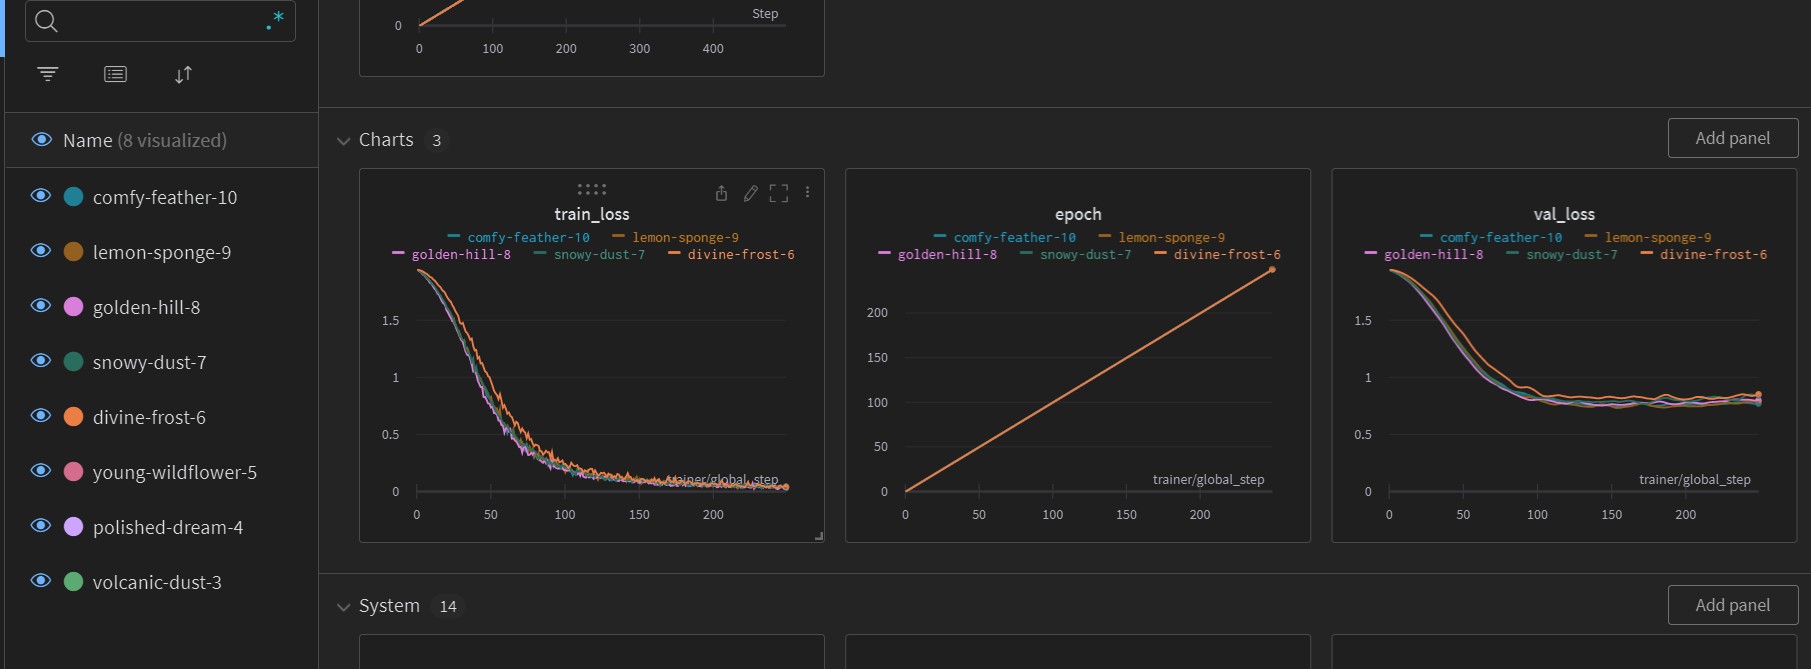 .*
Name (8 visualized)
comfy-feather-10
lemon-sponge-9
golden-hill-8
snowy-dust-7
divine-frost-6
young-wildflower-5
polished-dream-4
volcanic-dust-3
0
Step
0 100 200 300 400
Charts 3
Add panel
train_loss
comfy-feather-10 lemon-sponge-9
golden-hill-8 snowy-dust-7 divine-frost-6
1.5
1
0.5
trainer/global_step
0
0 50 100 150 200
epoch
comfy-feather-10 lemon-sponge-9
golden-hill-8 snowy-dust-7 divine-frost-6
200
150
100
50
trainer/global_step
0
0 50 100 150 200
val_loss
comfy-feather-10 lemon-sponge-9
golden-hill-8 snowy-dust-7 divine-frost-6
1.5
1
0.5
trainer/global_step
0
0 50 100 150 200
System 14
Add panel